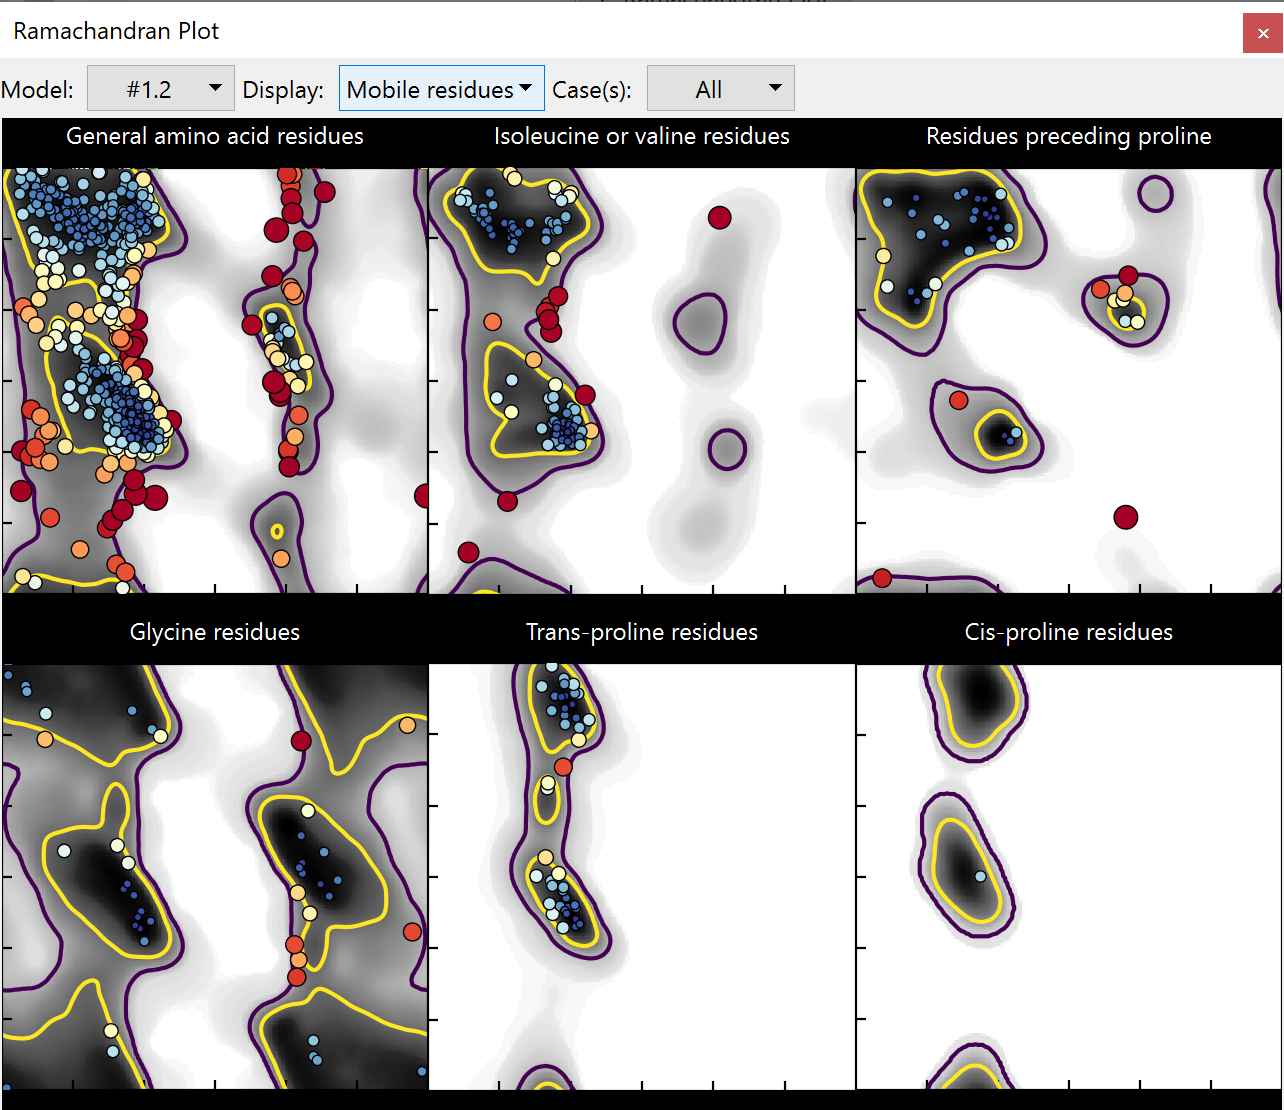 Ramachandran Plot
Model: #1.2 Display: Mobile residues Case(s): All
General amino acid residues
Isoleucine or valine residues
Residues preceding proline
Glycine residues
Trans-proline residues
Cis-proline residues